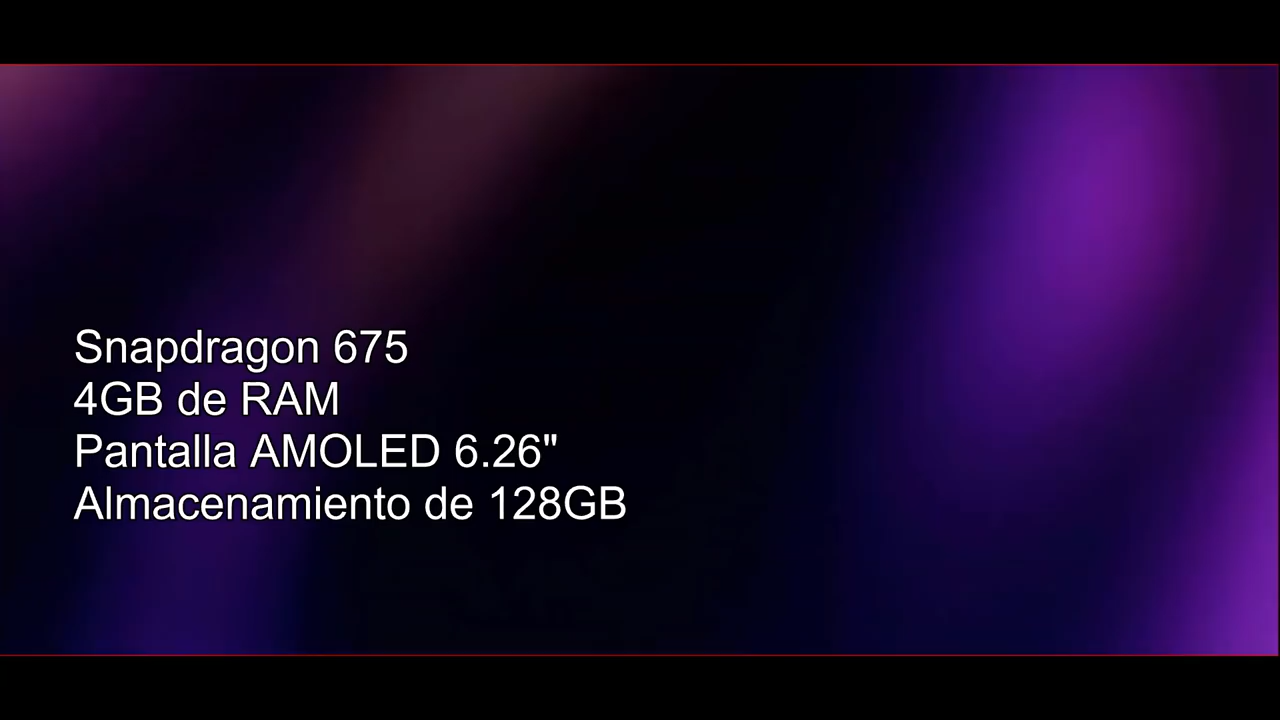 Snapdragon 675
4GB de RAM
Pantalla AMOLED 6.26"
Almacenamiento de 128GB